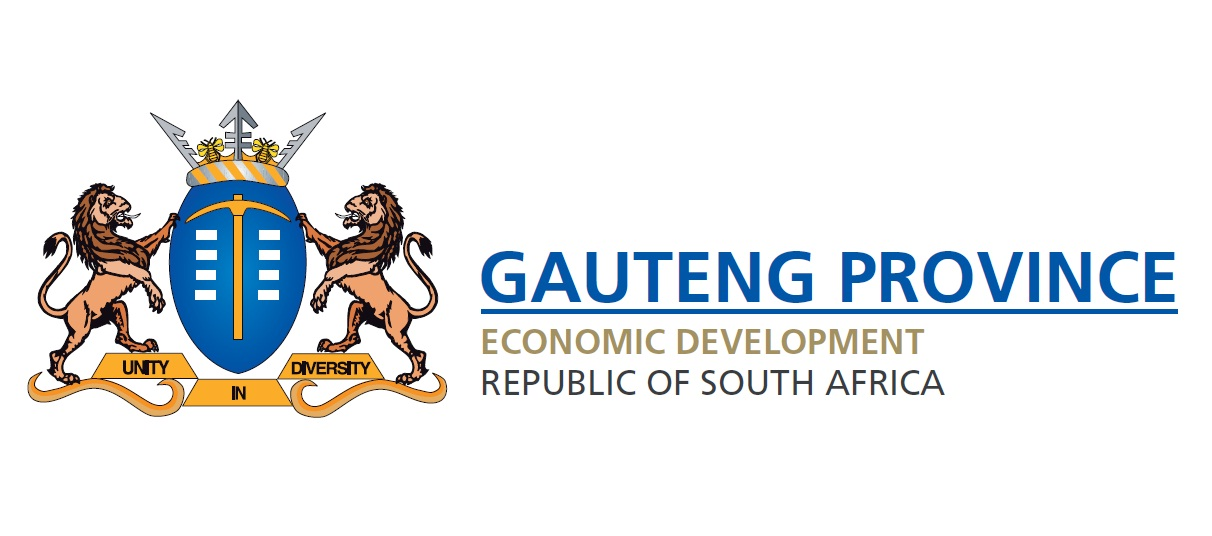 UNITY
IN
DIVERSITY
GAUTENG PROVINCE
ECONOMIC DEVELOPMENT
REPUBLIC OF SOUTH AFRICA